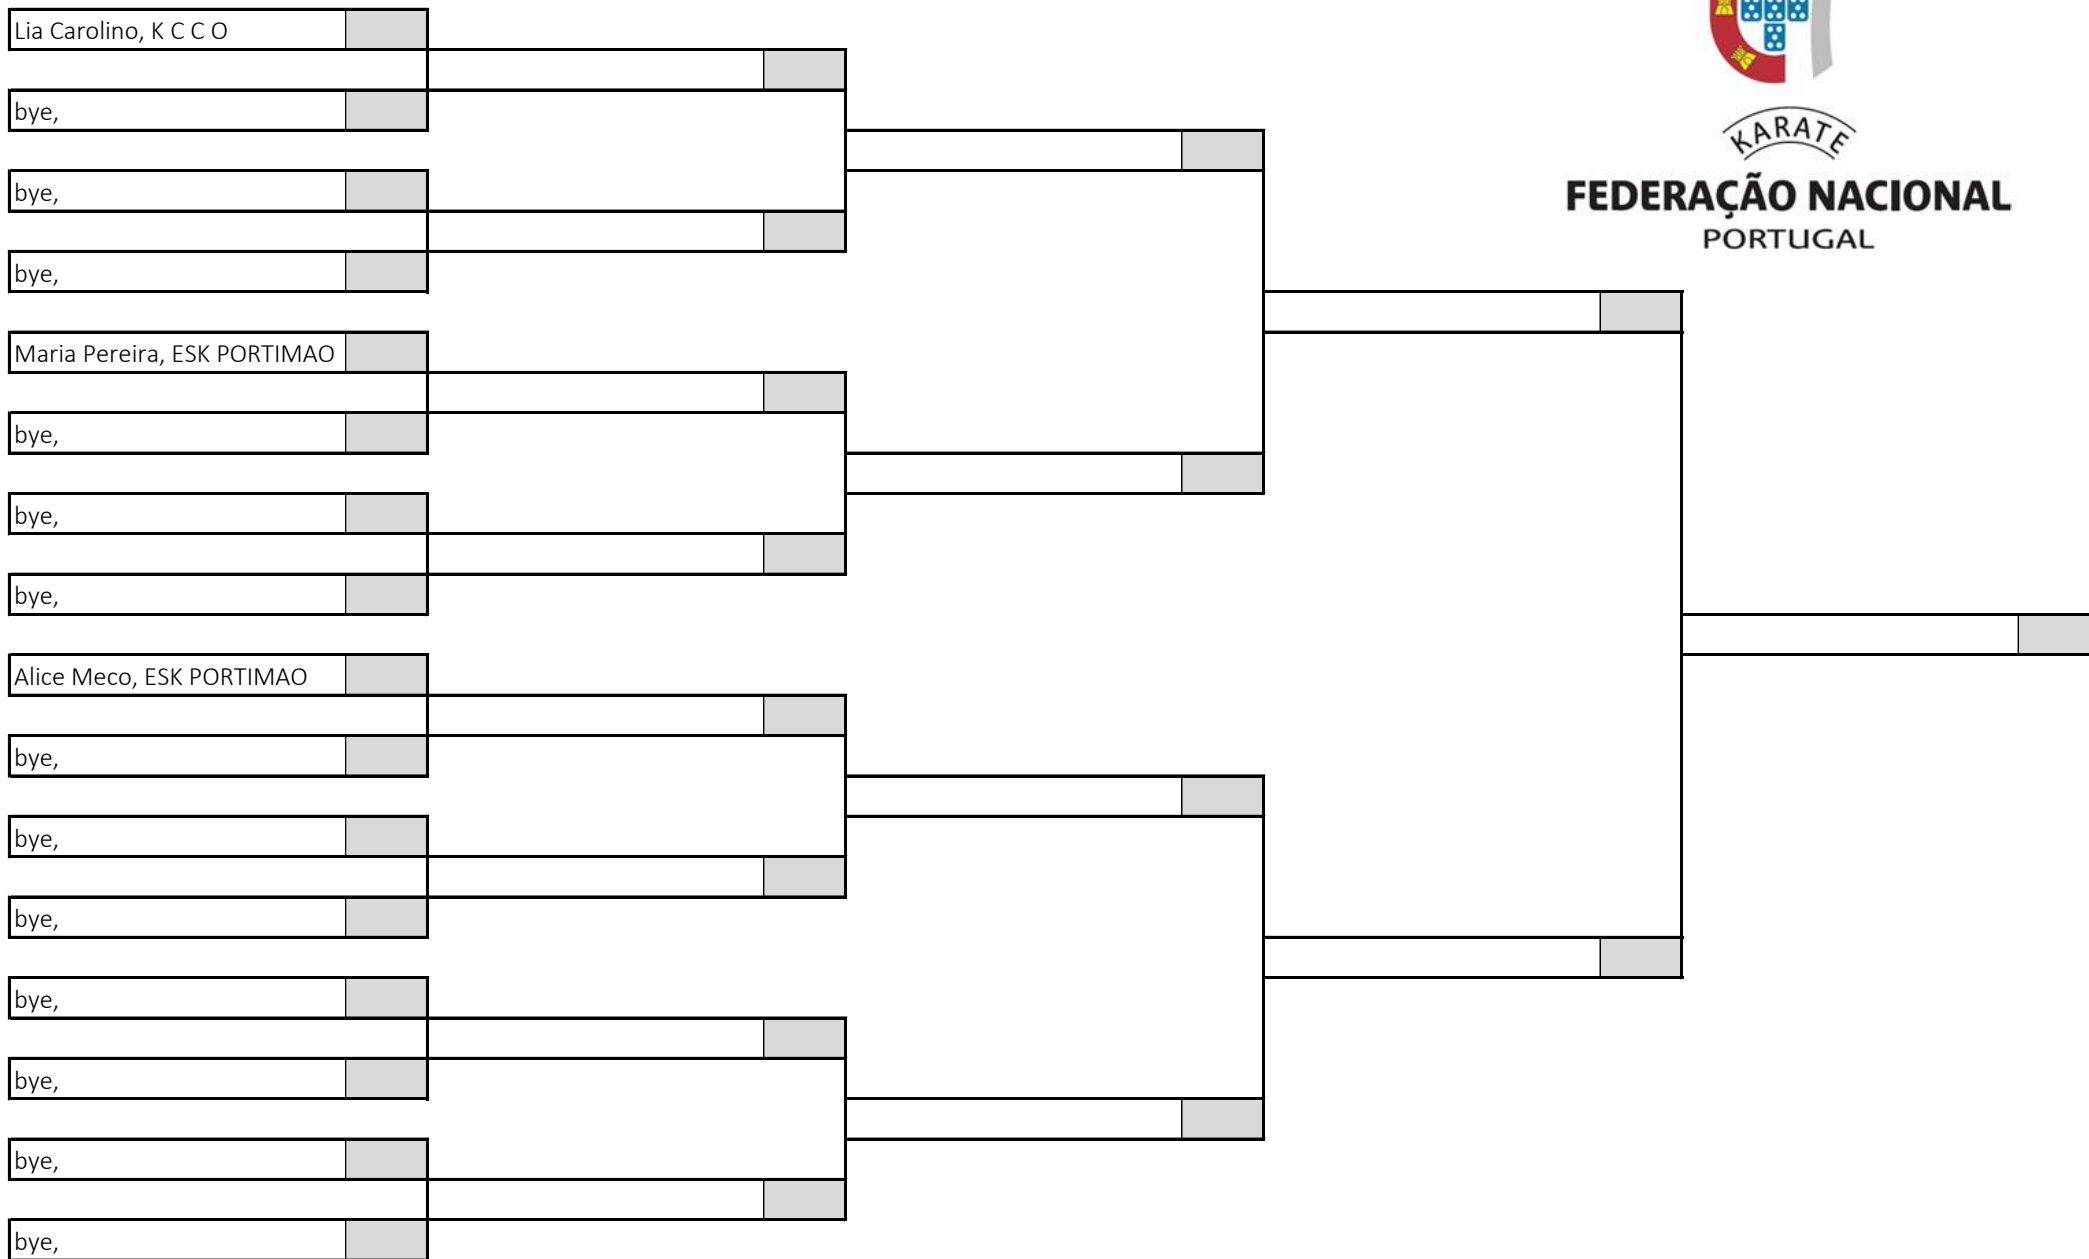 Lia Carolino, K C C O
bye,
bye,
bye,
Maria Pereira, ESK PORTIMAO
bye,
bye,
bye,
Alice Meco, ESK PORTIMAO
bye,
bye,
bye,
bye,
bye,
bye,
bye,
KARATE
FEDERAÇÃO NACIONAL
PORTUGAL